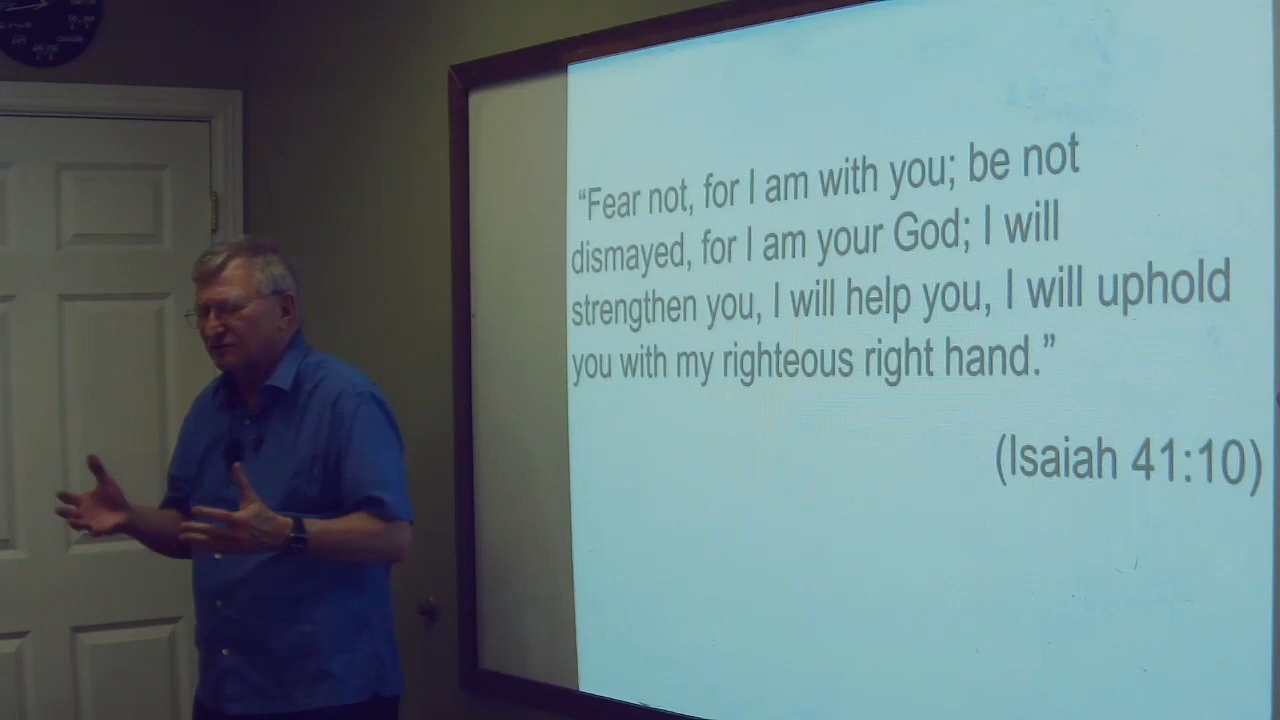 “Fear not, for I am with you; be not
dismayed, for I am your God; I will
strengthen you, I will help you, I will uphold
you with my righteous right hand.”
(Isaiah 41:10)